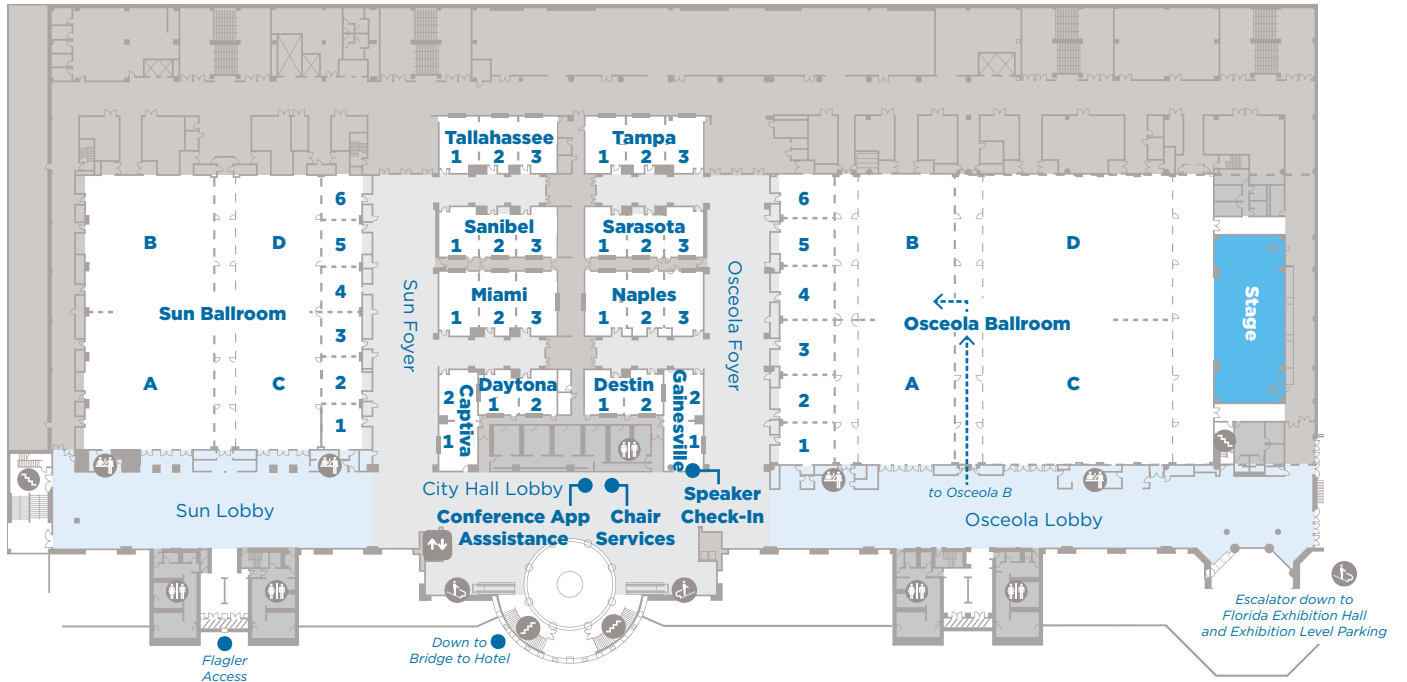 Tallahassee
1 2 3
Tampa
1 2 3
6
5
4
3
2
1
B
D
Sun Ballroom
A
C
Sun Foyer
Sanibel
1 2 3
Sarasota
1 2 3
Miami
1 2 3
Naples
1 2 3
Daytona
1 2
Destin
1 2
2
1
Captiva
Gainesville
2
1
Osceola Foyer
6
5
4
3
2
1
B
D
Osceola Ballroom
A
C
Stage
to Osceola B
Sun Lobby
City Hall Lobby
Conference App
Asssistance
Chair
Services
Speaker
Check-In
Osceola Lobby
Flagler
Access
Down to
Bridge to Hotel
Escalator down to
Florida Exhibition Hall
and Exhibition Level Parking